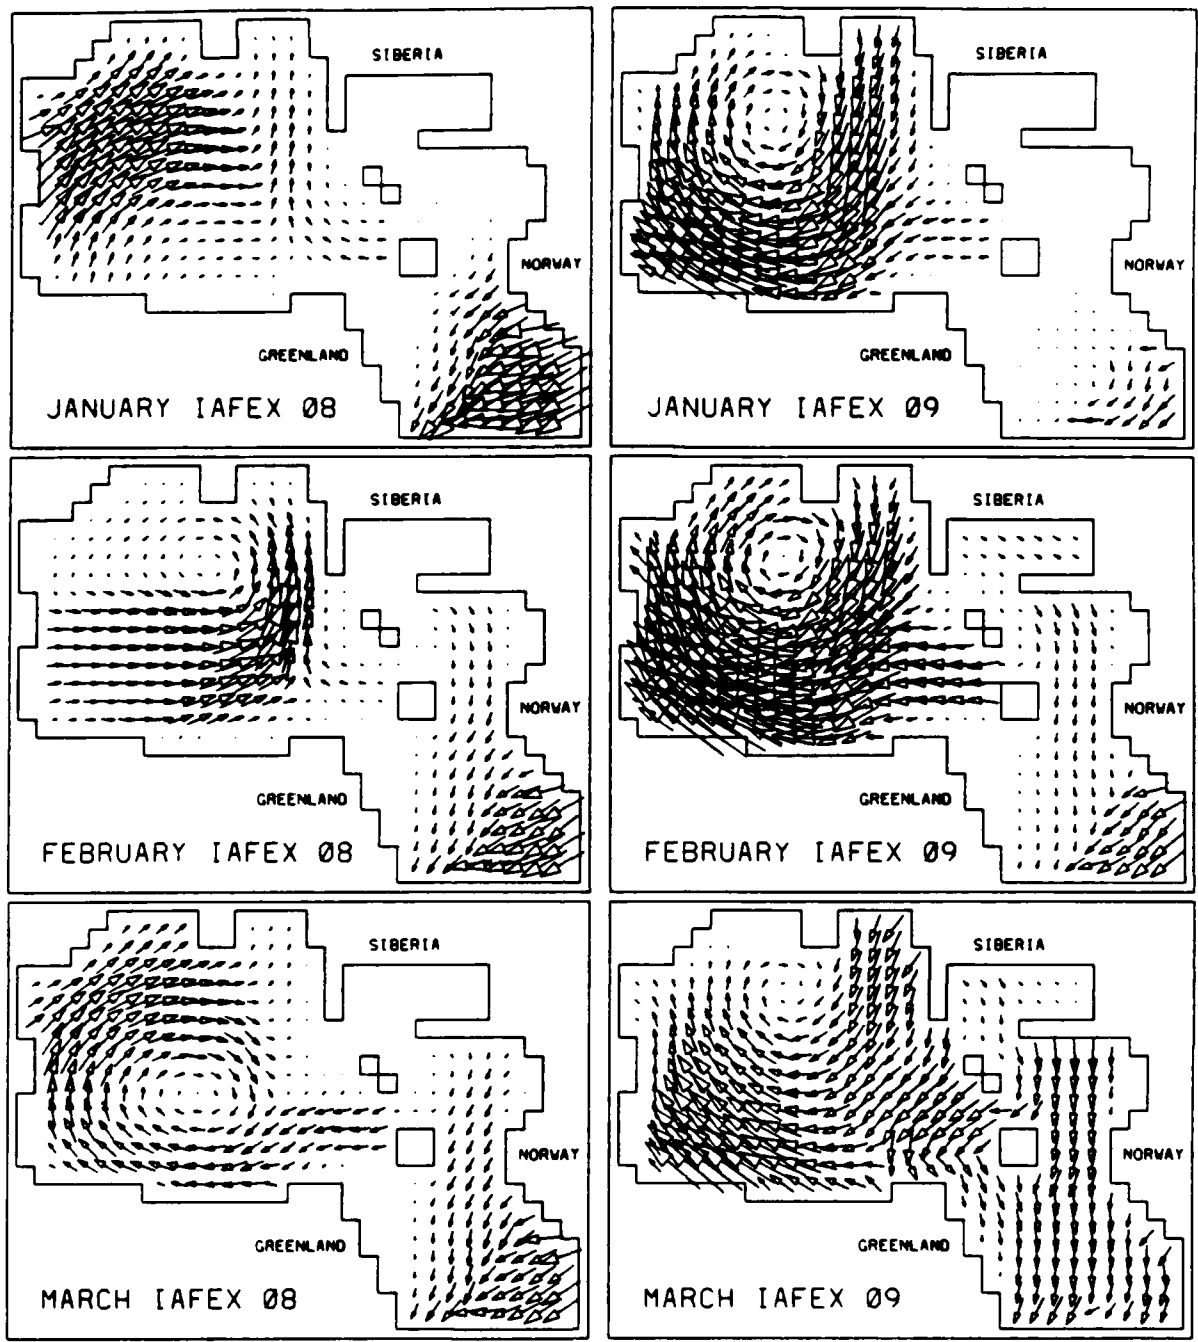 SIBERIA
NORWAY
GREENLAND
JANUARY IAFEX 08
SIBERIA
NORWAY
GREENLAND
JANUARY IAFEX 09
SIBERIA
NORWAY
GREENLAND
FEBRUARY IAFEX 08
SIBERIA
NORWAY
GREENLAND
FEBRUARY IAFEX 09
SIBERIA
NORWAY
GREENLAND
MARCH IAFEX 08
SIBERIA
NORWAY
GREENLAND
MARCH IAFEX 09